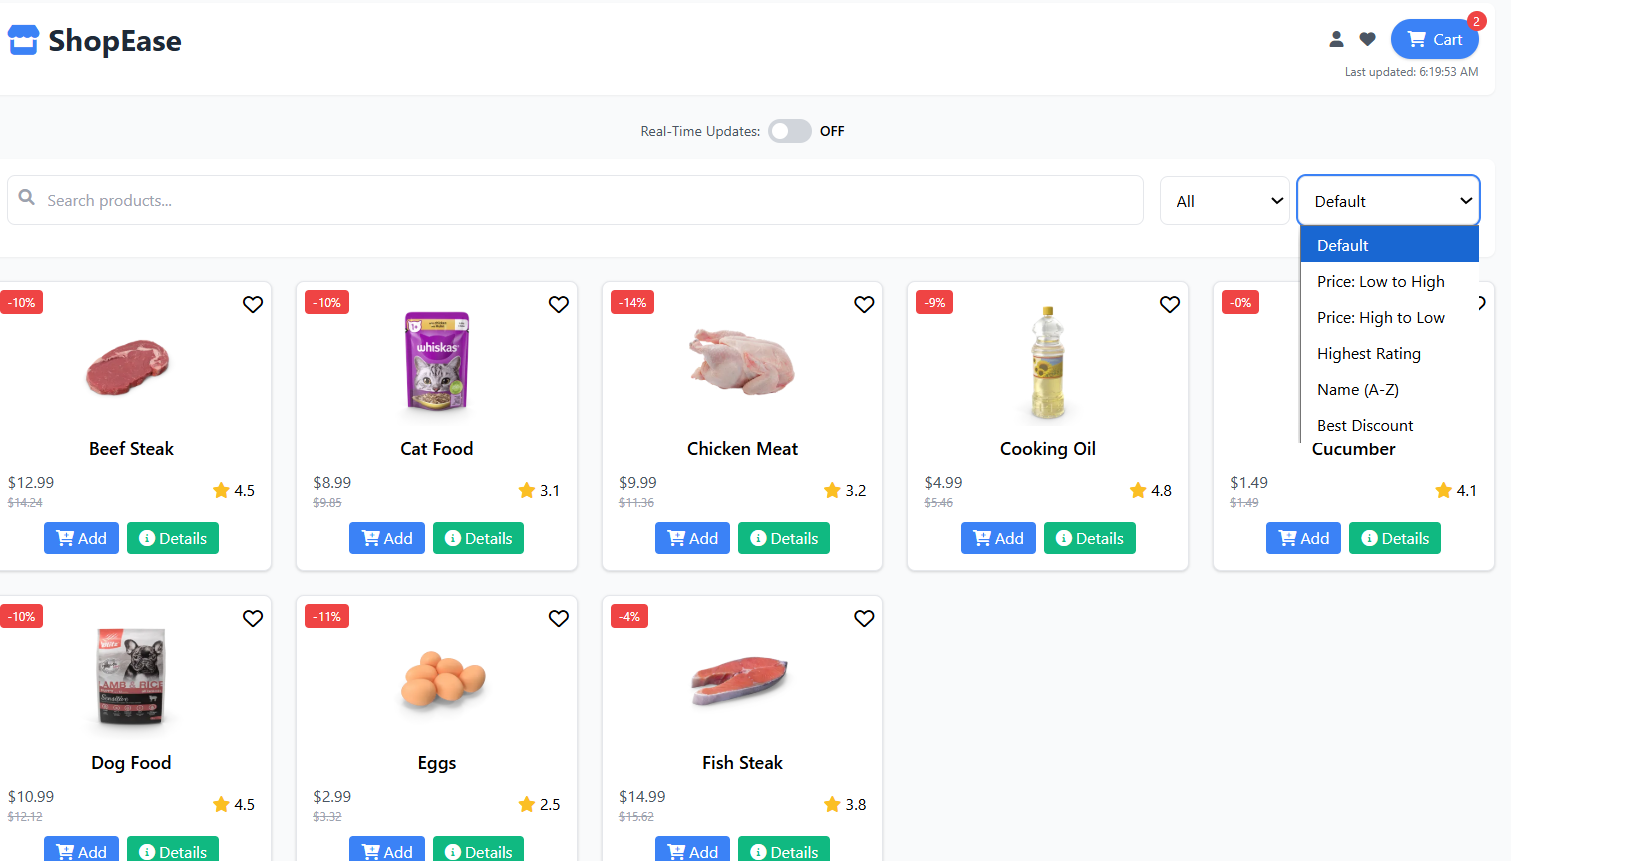 ShopEase
2
Cart
Last updated: 6:19:53 AM
Real-Time Updates: OFF
Search products...
All
Default
Default
Price: Low to High
Price: High to Low
Highest Rating
Name (A-Z)
Best Discount
-10%
Beef Steak
$12.99
$14.24
4.5
Add
Details
-10%
whiskas
1+
Cat Food
$8.99
$9.85
3.1
Add
Details
-14%
Chicken Meat
$9.99
$11.36
3.2
Add
Details
-9%
Cooking Oil
$4.99
$5.46
4.8
Add
Details
-0%
Cucumber
$1.49
$1.49
4.1
Add
Details
-10%
LAMB & RICE
Sensitive
Dog Food
$10.99
$12.12
4.5
Add
Details
-11%
Eggs
$2.99
$3.32
2.5
Add
Details
-4%
Fish Steak
$14.99
$15.62
3.8
Add
Details